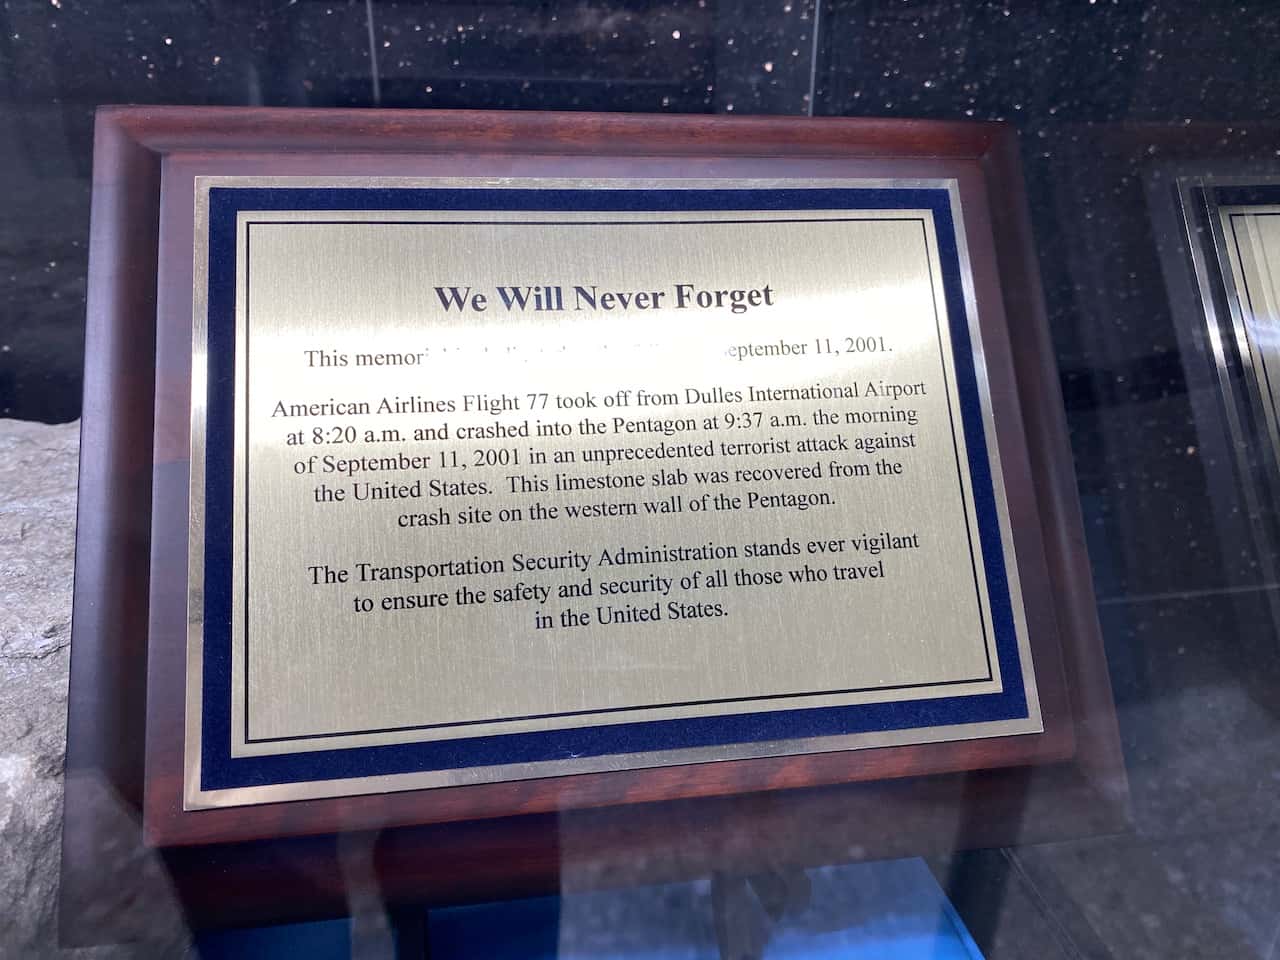 We Will Never Forget
This September 11, 2001.
American Airlines Flight 77 took off from Dulles International Airport
at 8:20 a.m. and crashed into the Pentagon at 9:37 a.m. the morning
of September 11, 2001 in an unprecedented terrorist attack against
the United States. This limestone slab was recovered from the
crash site on the western wall of the Pentagon.
The Transportation Security Administration stands ever vigilant
to ensure the safety and security of all those who travel
in the United States.